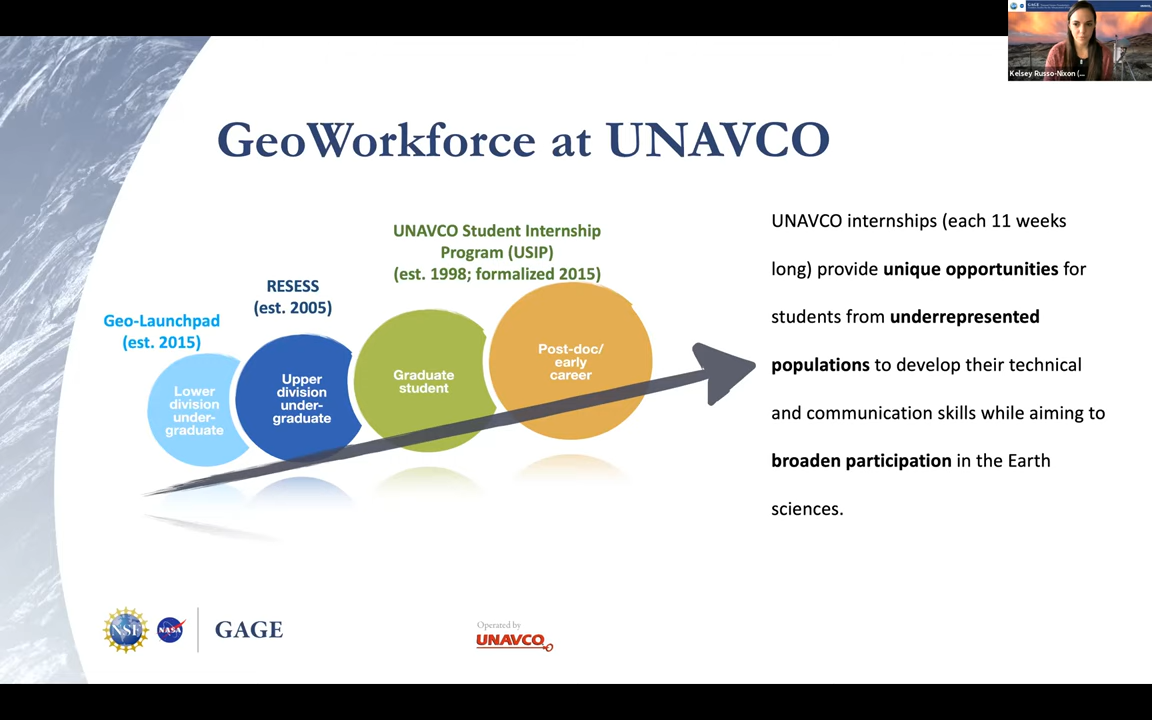 GAGE
Kelsey Russo-Nixon (...
GeoWorkforce at UNAVCO
UNAVCO Student Internship
Program (USIP)
(est. 1998; formalized 2015)
RESESS
(est. 2005)
Geo-Launchpad
(est. 2015)
Lower
division
under-
graduate
Upper
division
under-
graduate
Graduate
student
Post-doc/
early
career
UNAVCO internships (each 11 weeks
long) provide unique opportunities for
students from underrepresented
populations to develop their technical
and communication skills while aiming to
broaden participation in the Earth
sciences.
NSF
NASA
GAGE
Operated by
UNAVCO